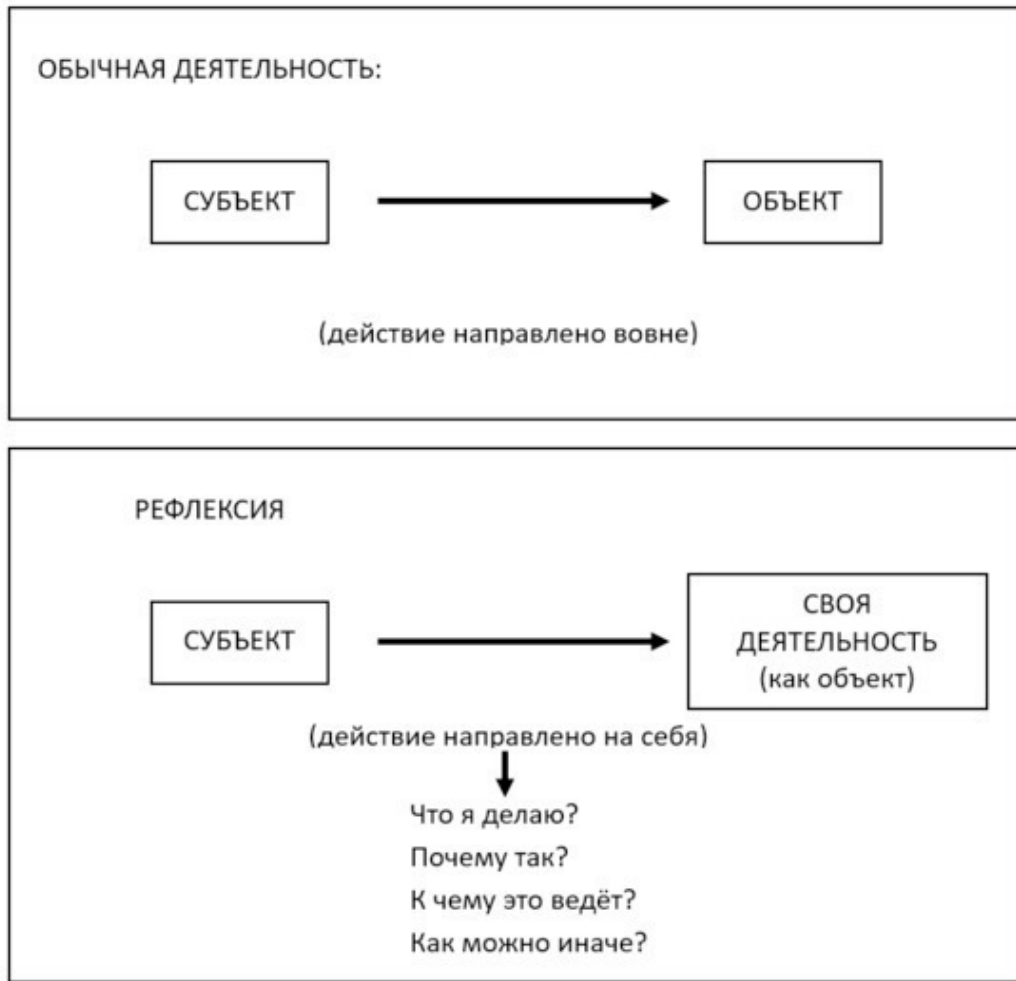 ОБЫЧНАЯ ДЕЯТЕЛЬНОСТЬ:
СУБЪЕКТ
ОБЪЕКТ
(действие направлено вовне)
РЕФЛЕКСИЯ
СУБЪЕКТ
СВОЯ
ДЕЯТЕЛЬНОСТЬ
(как объект)
(действие направлено на себя)
Что я делаю?
Почему так?
К чему это ведёт?
Как можно иначе?